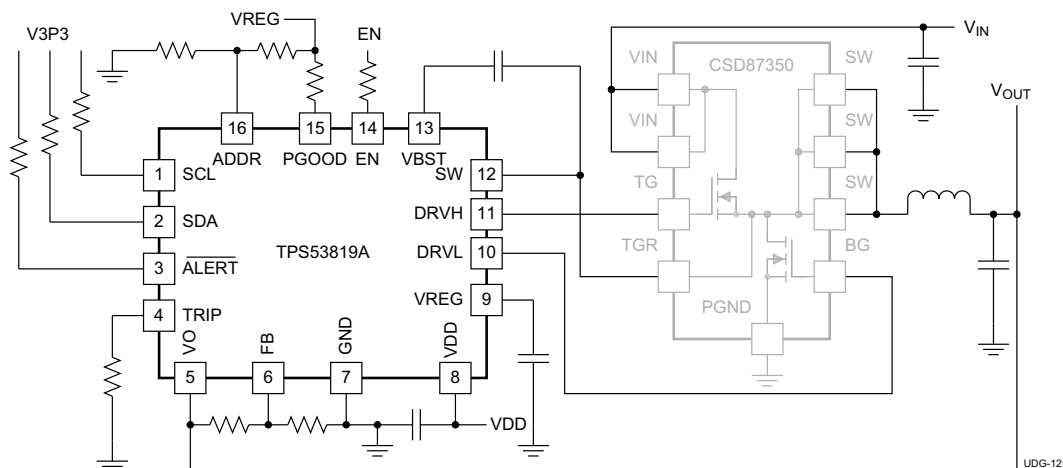 VREG
V3P3
EN
VIN
VIN
CSD87350
SW
VOUT
16
15
14
13
VIN
SW
ADDR
PGOOD
EN
VBST
1
SCL
SW
12
TG
SW
2
SDA
DRVH
11
TPS53819A
DRVL
10
TGR
BG
3
ALERT
VREG
9
PGND
4
TRIP
VO
FB
GND
VDD
5
6
7
8
VDD
UDG-12